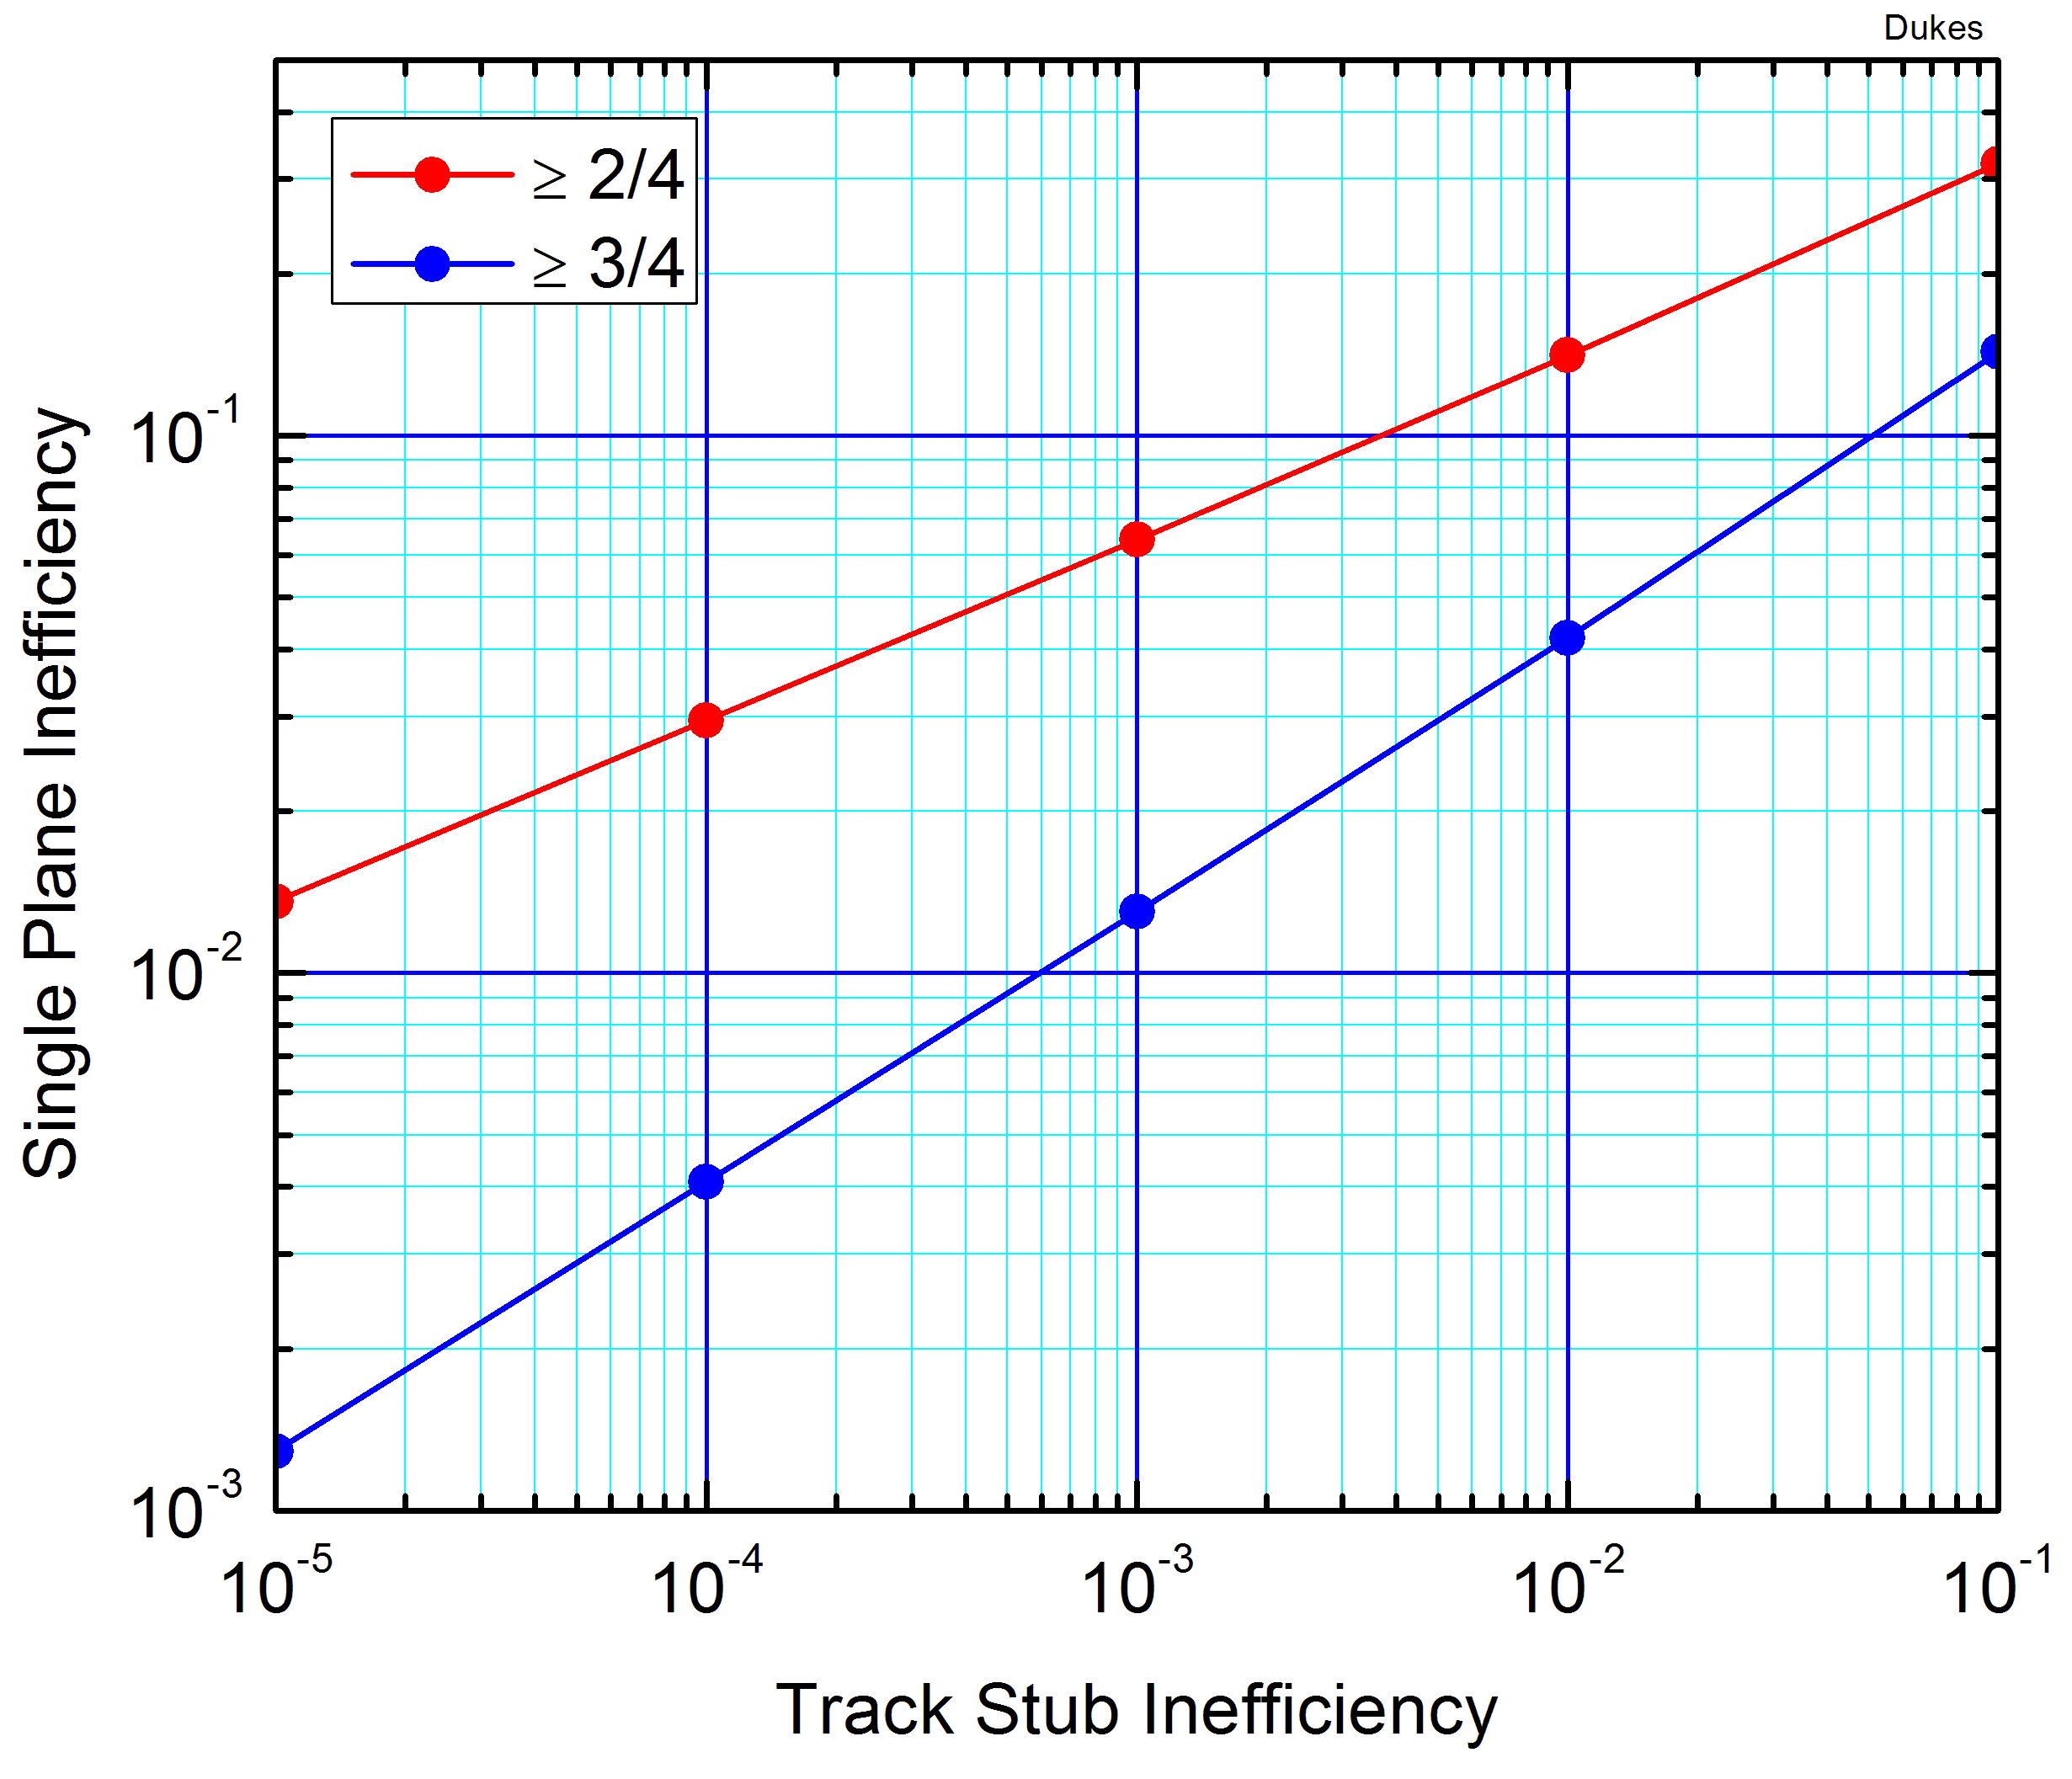 Dukes
≥ 2/4
≥ 3/4
Single Plane Inefficiency
10⁻¹
10⁻²
10⁻³
10⁻⁵ 10⁻⁴ 10⁻³ 10⁻² 10⁻¹
Track Stub Inefficiency